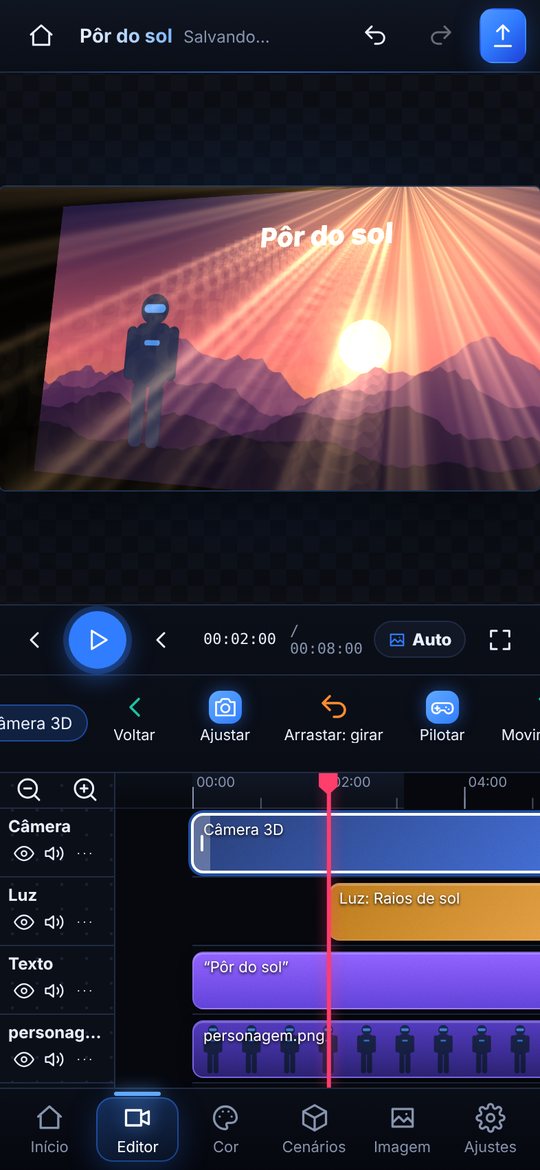 Pôr do sol Salvando...
Pôr do sol
00:02:00 / 00:08:00 Auto
âmera 3D Voltar Ajustar Arrastar: girar Pilotar Movir
00:00 02:00 04:00
Câmera
Câmera 3D
Luz
Luz: Raios de sol
Texto
“Pôr do sol”
personag...
personagem.png
Início Editor Cor Cenários Imagem Ajustes